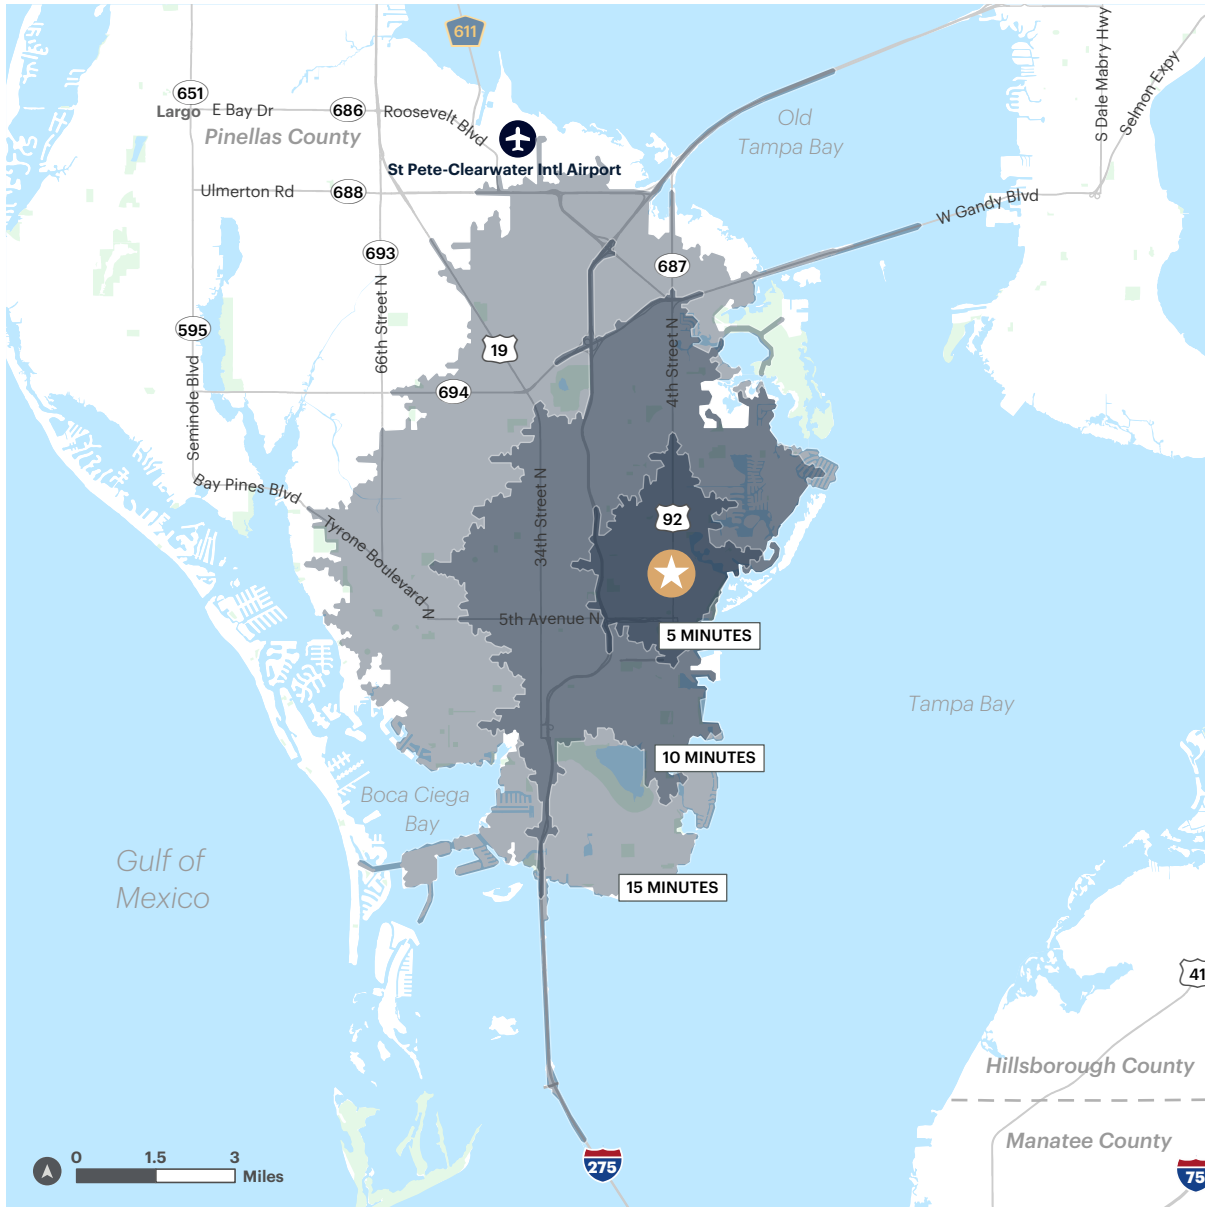 611
S Dale Mabry Hwy
Selmon Expy
651
Largo
E Bay Dr
686
Roosevelt Blvd
Pinellas County
Old
Tampa Bay
St Pete-Clearwater Intl Airport
Ulmerton Rd
688
W Gandy Blvd
693
687
66th Street N
595
19
4th Street N
Seminole Blvd
694
34th Street N
Bay Pines Blvd
Tyrone Boulevard N
92
5th Avenue N
5 MINUTES
Tampa Bay
10 MINUTES
Boca Ciega
Bay
Gulf of
Mexico
15 MINUTES
41
Hillsborough County
Manatee County
0 1.5 3
Miles
275
75